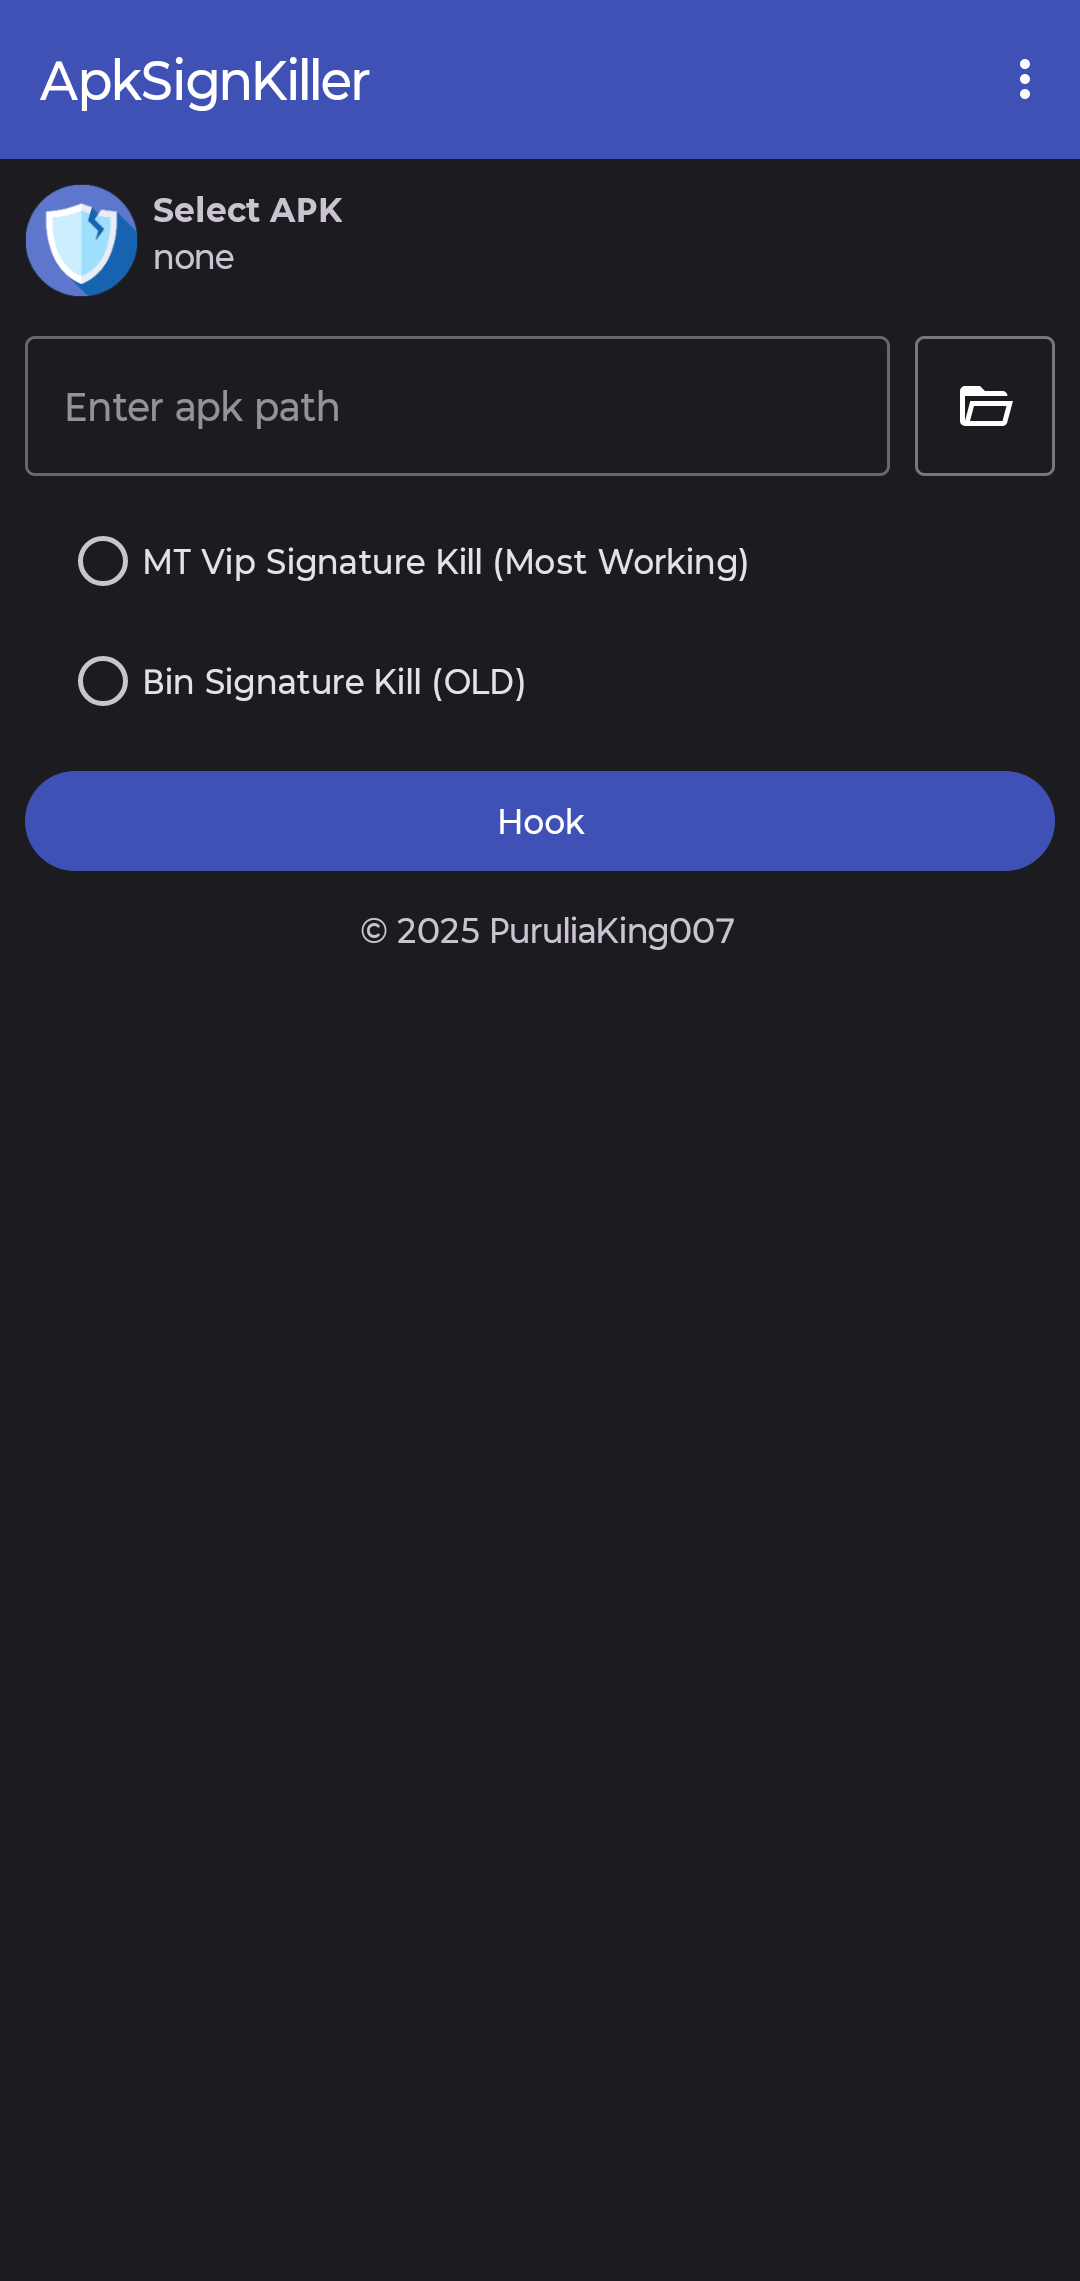 ApkSignKiller
Select APK
none
Enter apk path
MT Vip Signature Kill (Most Working)
Bin Signature Kill (OLD)
Hook
© 2025 PuruliaKing007